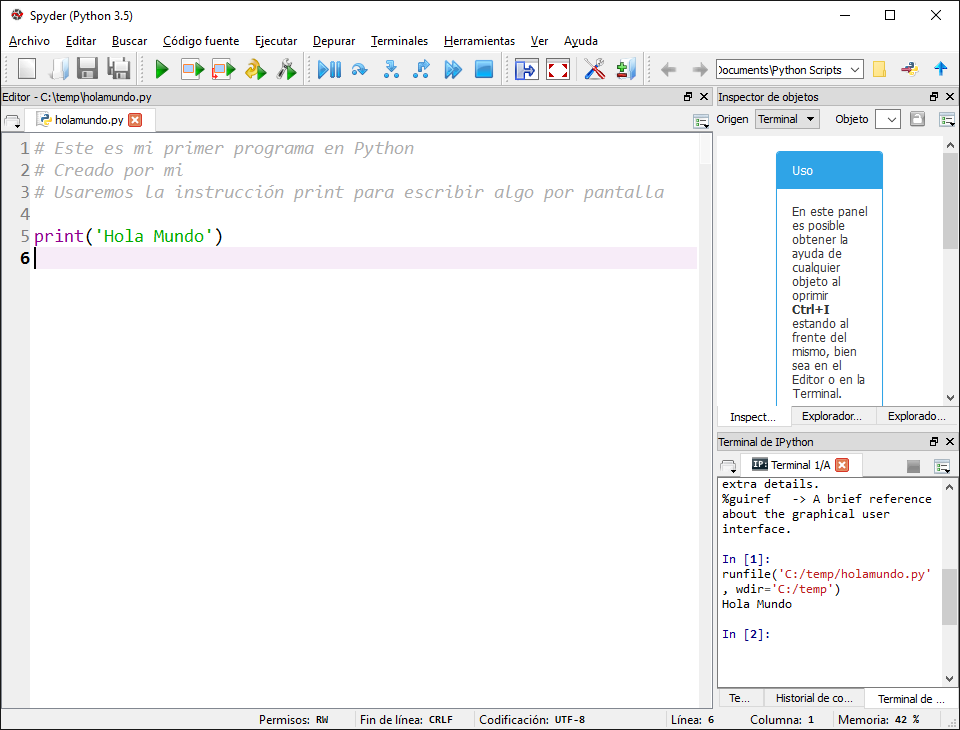 Spyder (Python 3.5)
Archivo Editar Buscar Código fuente Ejecutar Depurar Terminales Herramientas Ver Ayuda
ocuments\Python Scripts
Editor - C:\temp\holamundo.py
holamundo.py
1 # Este es mi primer programa en Python
2 # Creado por mi
3 # Usaremos la instrucción print para escribir algo por pantalla
4
5 print('Hola Mundo')
6
Inspector de objetos
Origen Terminal Objeto
Uso
En este panel
es posible
obtener la
ayuda de
cualquier
objeto al
oprimir
Ctrl+I
estando al
frente del
mismo, bien
sea en el
Editor o en la
Terminal.
Inspect... Explorador... Explorado...
Terminal de IPython
IP: Terminal 1/A
extra details.
%guiref   -> A brief reference
about the graphical user
interface.
In [1]:
runfile('C:/temp/holamundo.py'
, wdir='C:/temp')
Hola Mundo
In [2]:
Te... Historial de co... Terminal de ...
Permisos: RW Fin de línea: CRLF Codificación: UTF-8 Línea: 6 Columna: 1 Memoria: 42 %